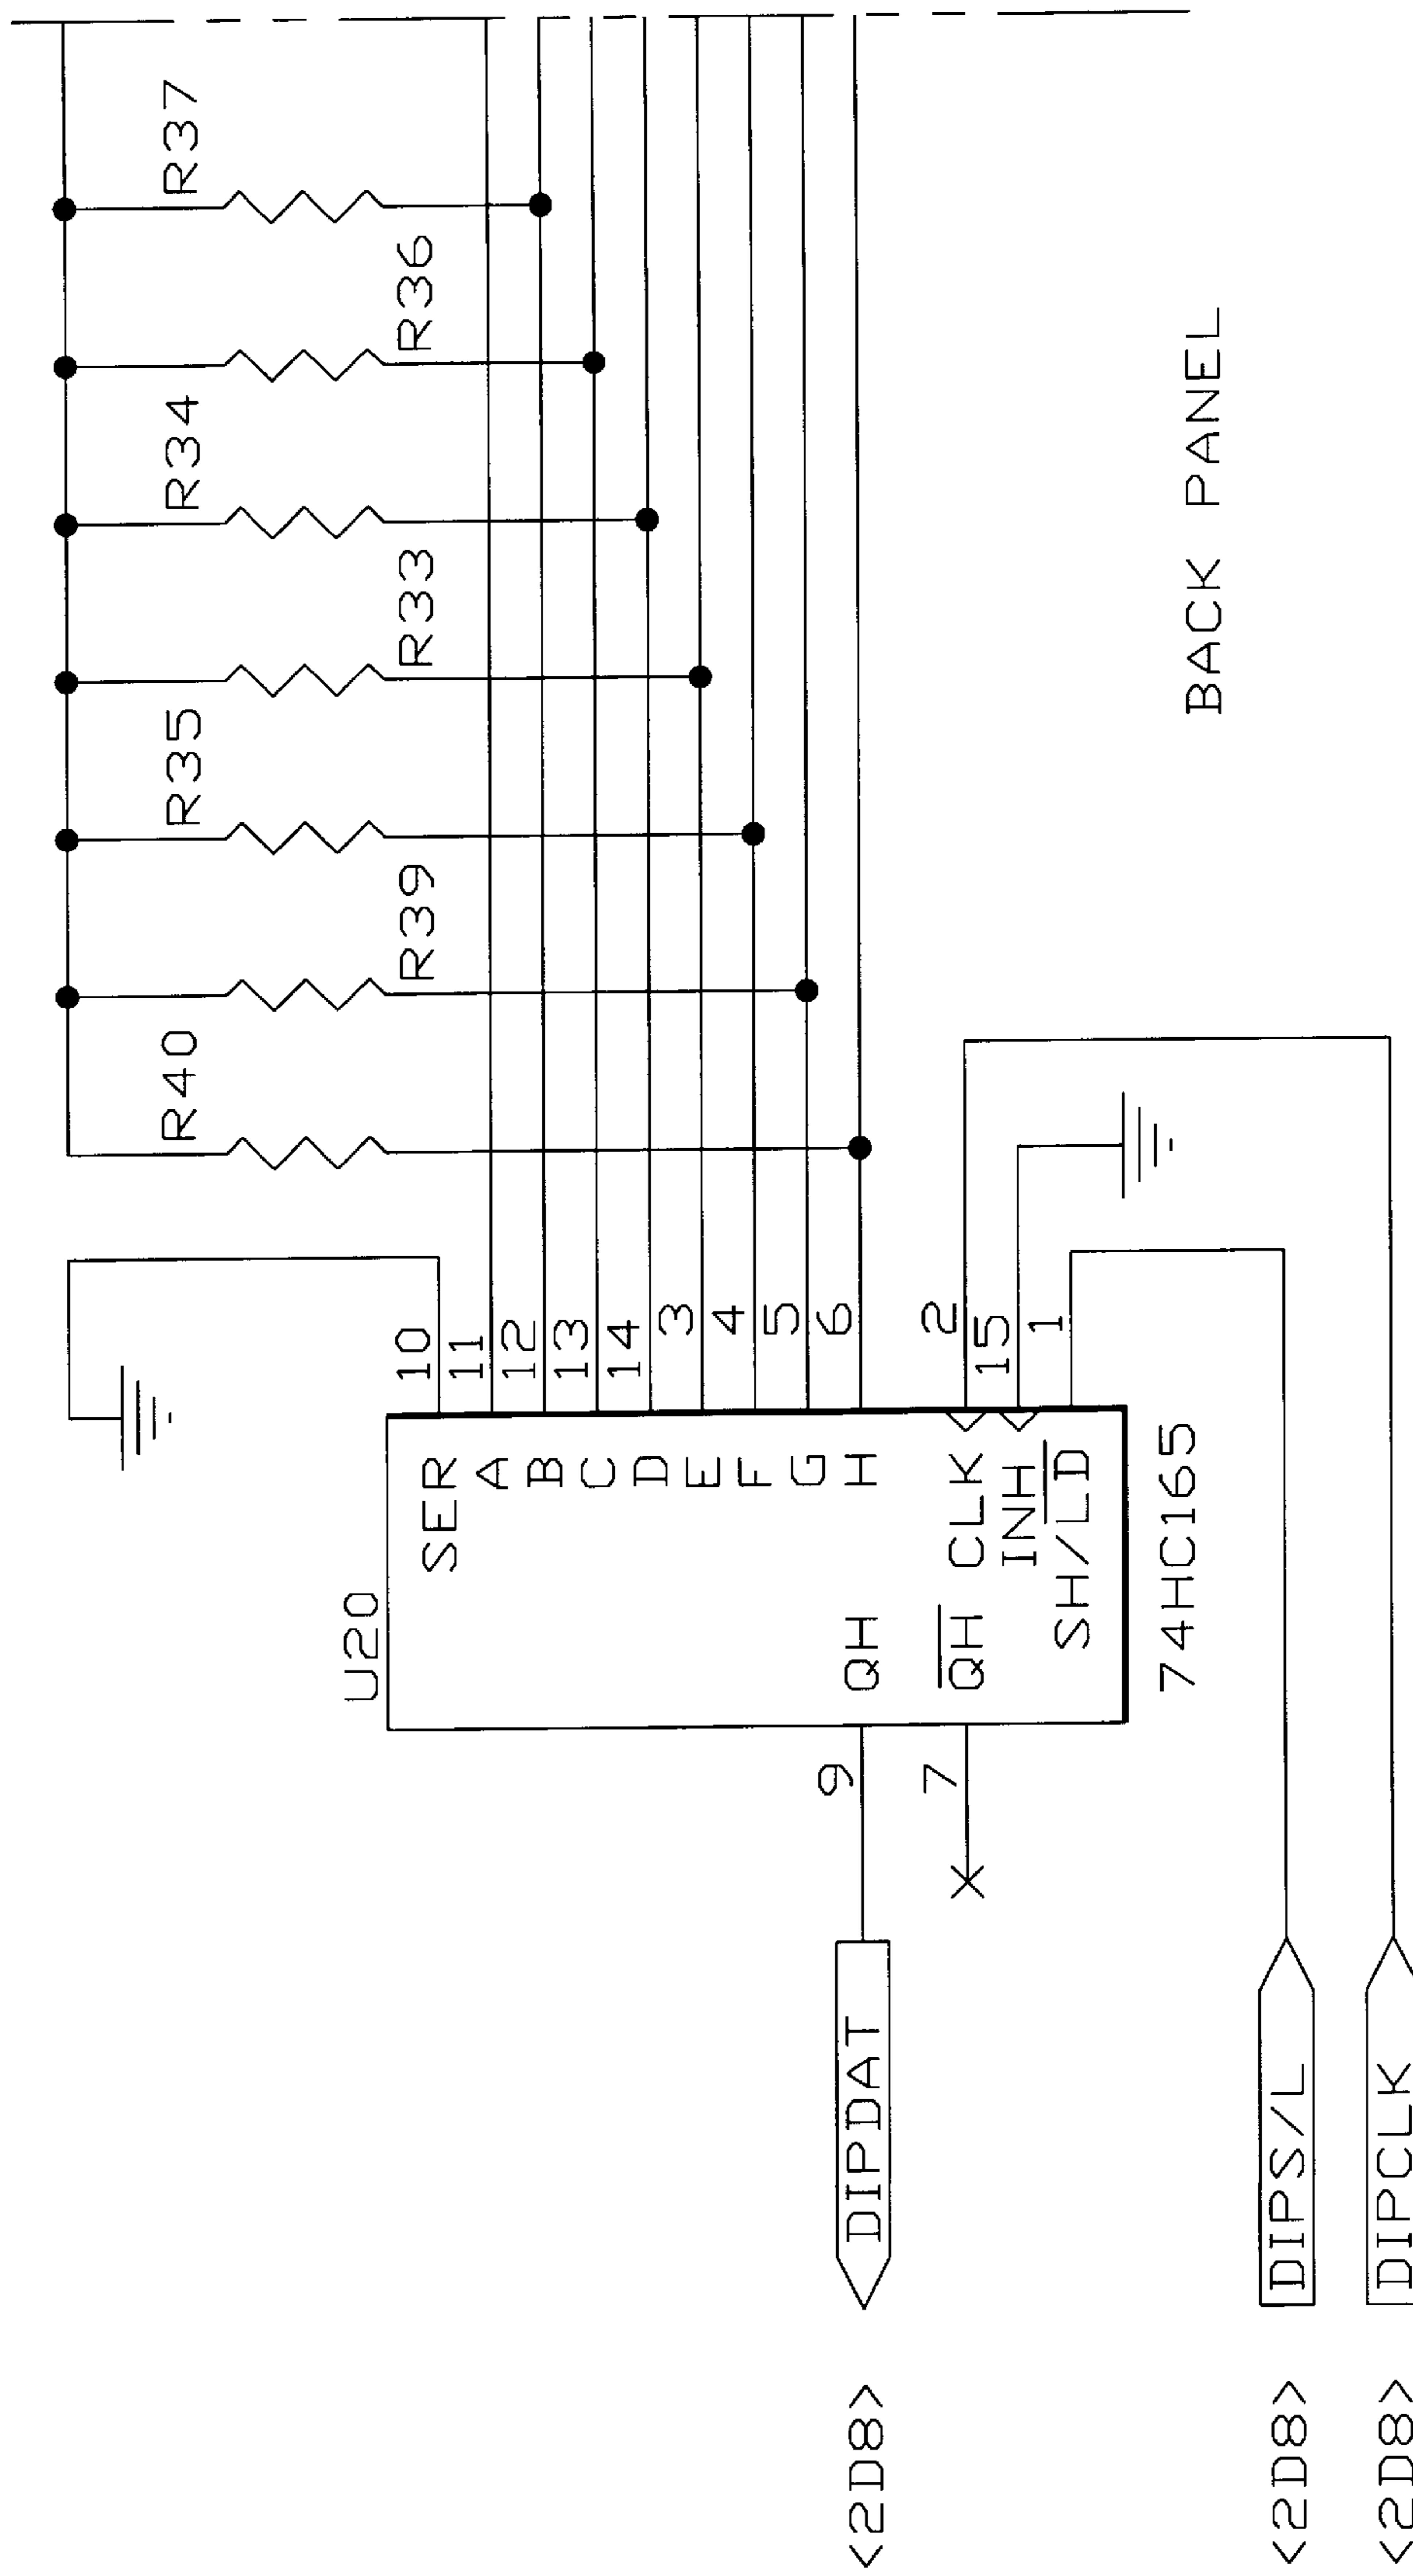 R40
R39
R35
R33
R34
R36
R37
U20
SER 10
A 11
B 12
C 13
D 14
E 3
F 4
G 5
<2D8> DIPDAT 9 QH H 6
7 QH CLK 2
INH 15
SH/LD 1
74HC165
BACK PANEL
<2D8> DIPS/L
<2D8> DIPCLK